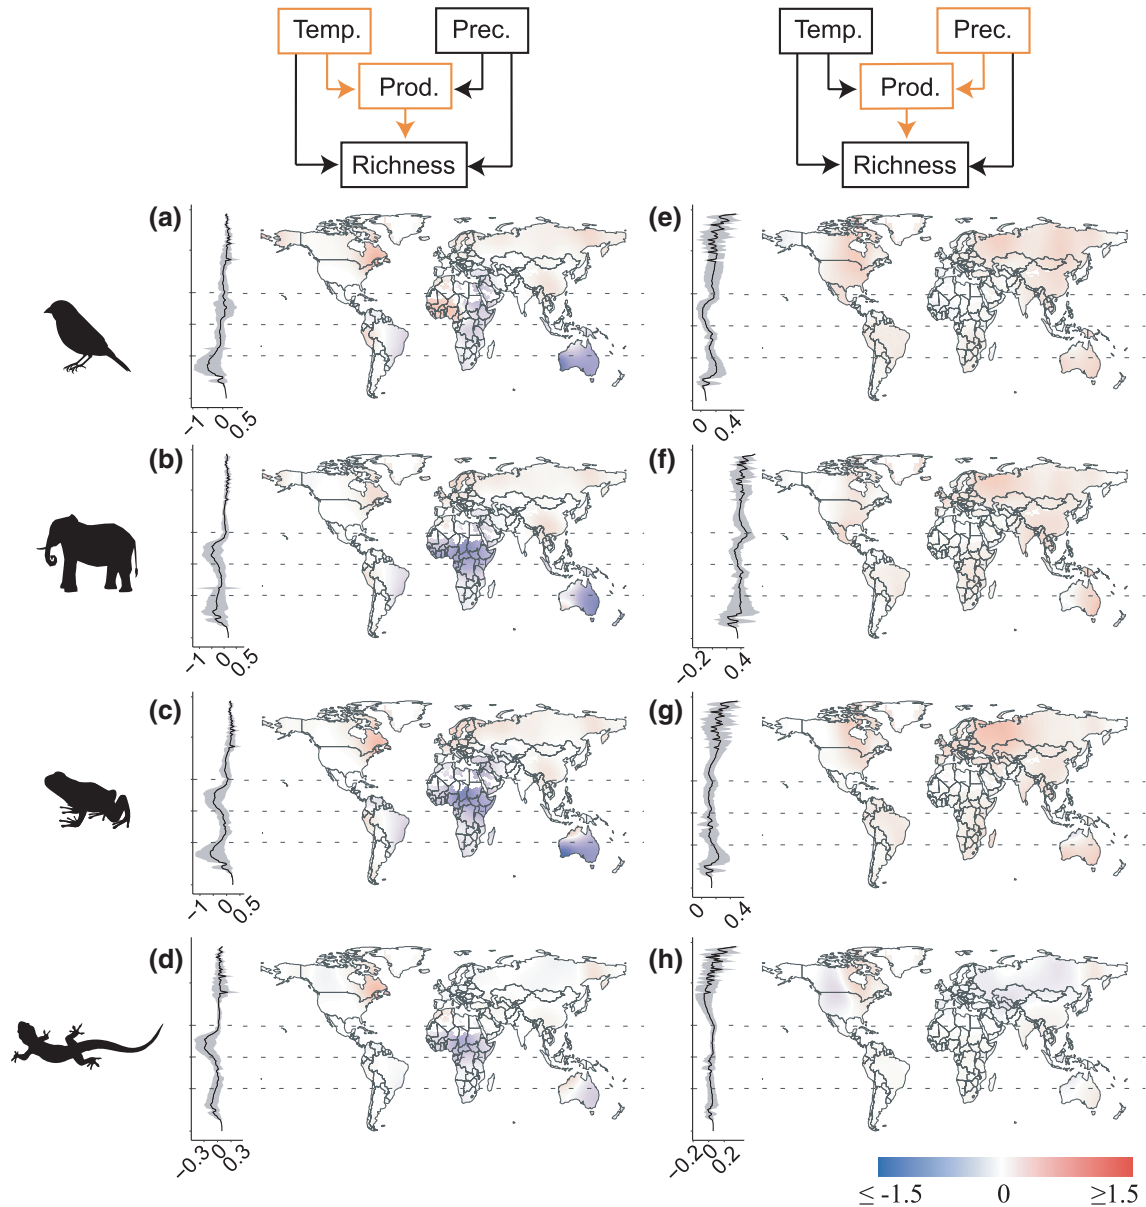 Temp. Prec. Temp. Prec.
Prod. Prod.
Richness Richness
(a) (e)
−1 0 0.5 0 0.4
(b) (f)
−1 0 0.5 −0.2 0.4
(c) (g)
−1 0 0.5 0 0.4
(d) (h)
−0.3 0 0.3 −0.2 0 0.2
≤ -1.5 0 ≥1.5